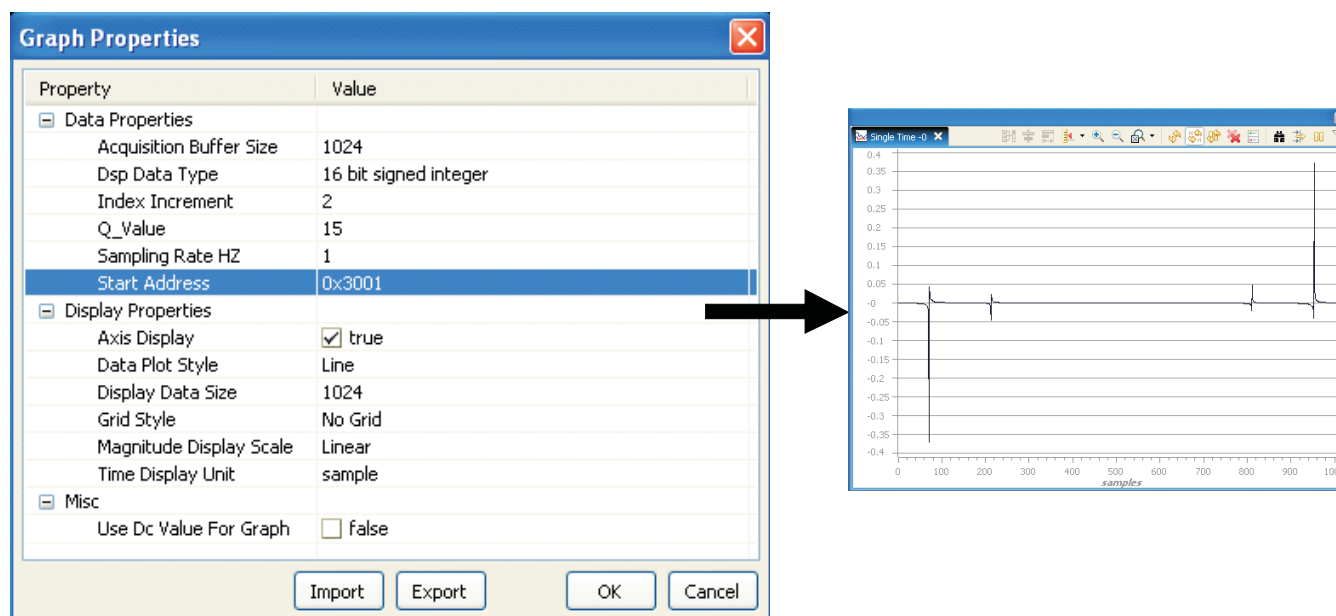 Graph Properties
Property Value
Data Properties
Acquisition Buffer Size 1024
Dsp Data Type 16 bit signed integer
Index Increment 2
Q_Value 15
Sampling Rate HZ 1
Start Address 0x3001
Display Properties
Axis Display true
Data Plot Style Line
Display Data Size 1024
Grid Style No Grid
Magnitude Display Scale Linear
Time Display Unit sample
Misc
Use Dc Value For Graph false
Import Export OK Cancel
Single Time -0
0.4
0.35
0.3
0.25
0.2
0.15
0.1
0.05
-0
-0.05
-0.1
-0.15
-0.2
-0.25
-0.3
-0.35
-0.4
0 100 200 300 400 500 600 700 800 900
samples